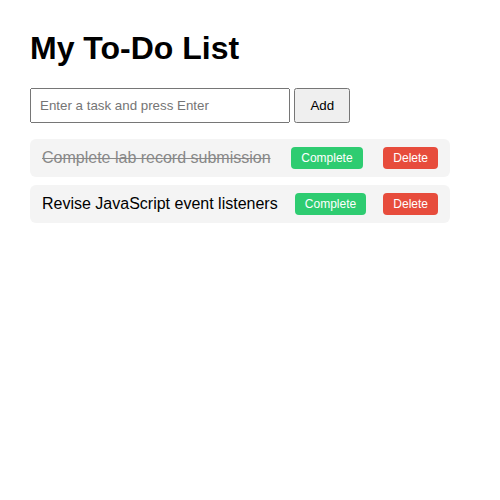 My To-Do List
Enter a task and press Enter Add
Complete lab record submission Complete Delete
Revise JavaScript event listeners Complete Delete